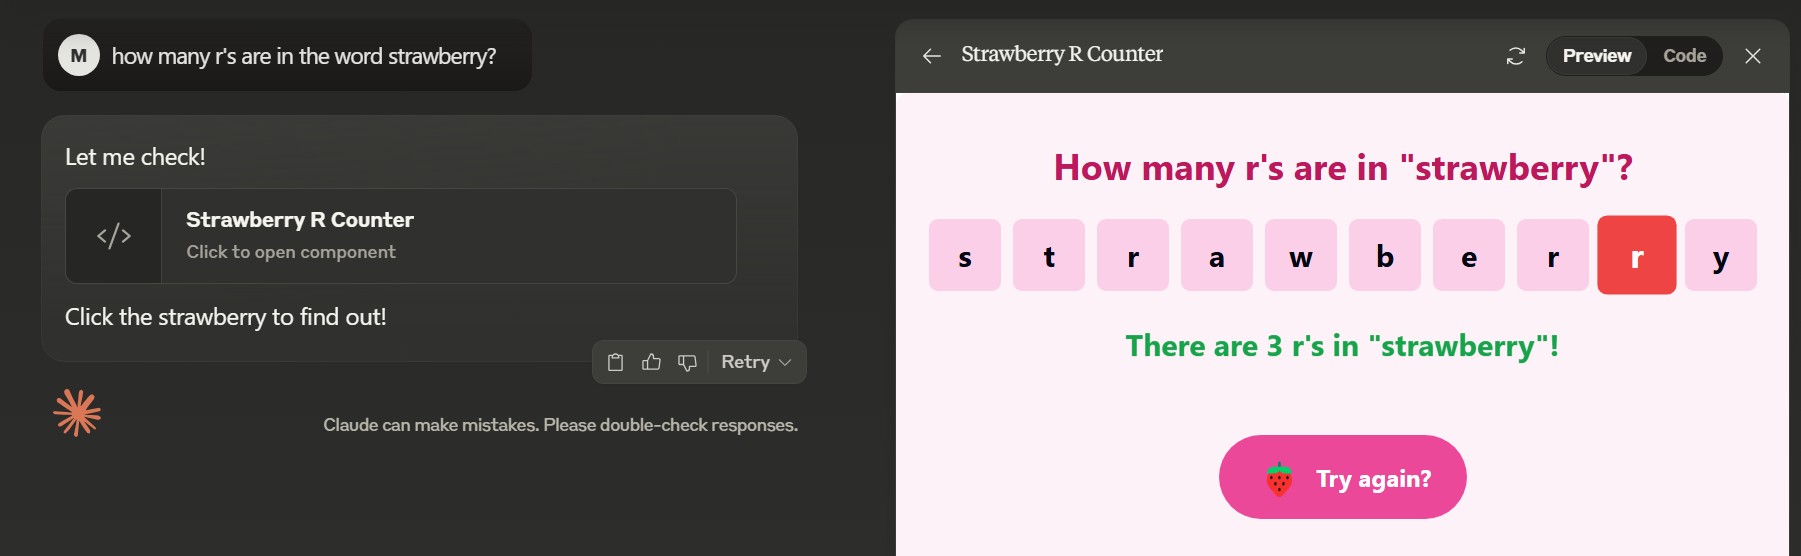 M how many r's are in the word strawberry?
Let me check!
Strawberry R Counter
Click to open component
Click the strawberry to find out!
Retry
Claude can make mistakes. Please double-check responses.
Strawberry R Counter
Preview Code
How many r's are in "strawberry"?
s t r a w b e r r y
There are 3 r's in "strawberry"!
Try again?